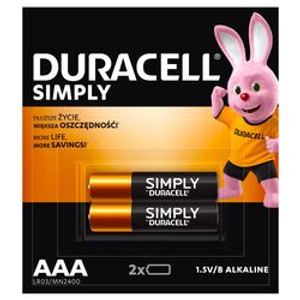 DURACELL®
SIMPLY
DŁUŻSZE ŻYCIE,
WIĘKSZA OSZCZĘDNOŚĆ!
MORE LIFE,
MORE SAVINGS!
DURACELL
SIMPLY
"DURACELL"
SIMPLY
"DURACELL"
AAA
LR03/MN2400
2x
1.5V/B ALKALINE